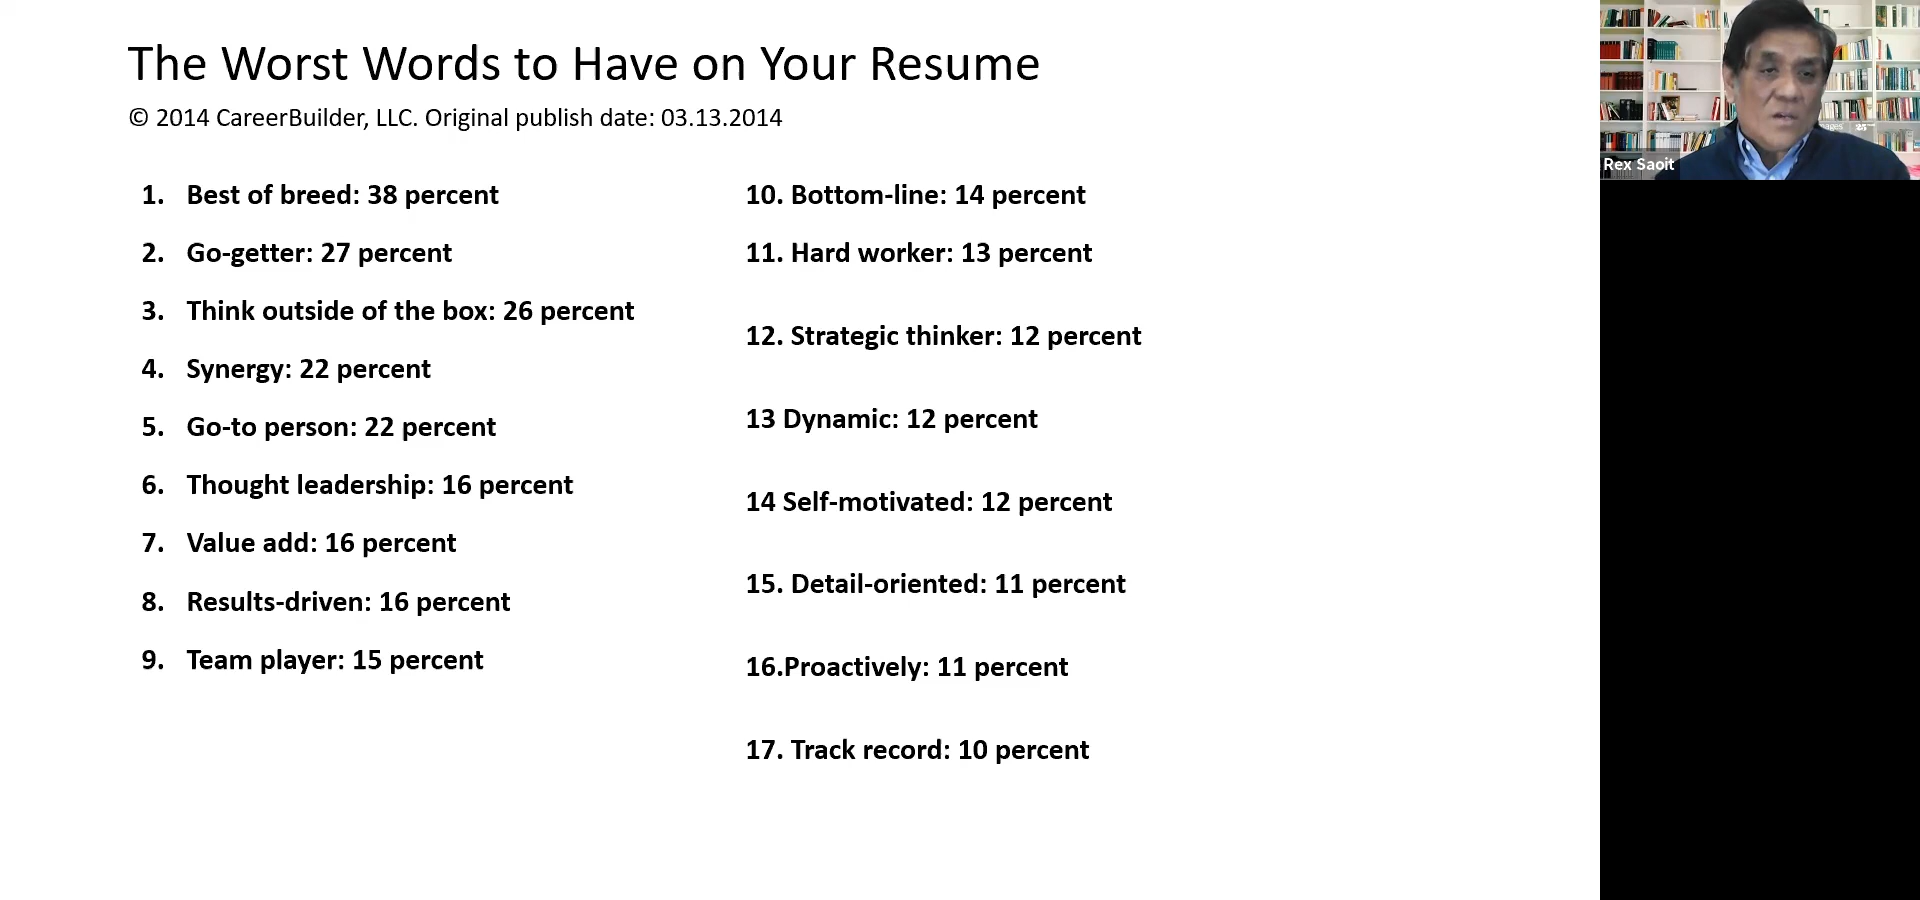 The Worst Words to Have on Your Resume
© 2014 CareerBuilder, LLC. Original publish date: 03.13.2014
1. Best of breed: 38 percent
2. Go-getter: 27 percent
3. Think outside of the box: 26 percent
4. Synergy: 22 percent
5. Go-to person: 22 percent
6. Thought leadership: 16 percent
7. Value add: 16 percent
8. Results-driven: 16 percent
9. Team player: 15 percent
10. Bottom-line: 14 percent
11. Hard worker: 13 percent
12. Strategic thinker: 12 percent
13 Dynamic: 12 percent
14 Self-motivated: 12 percent
15. Detail-oriented: 11 percent
16.Proactively: 11 percent
17. Track record: 10 percent
Rex Saoit